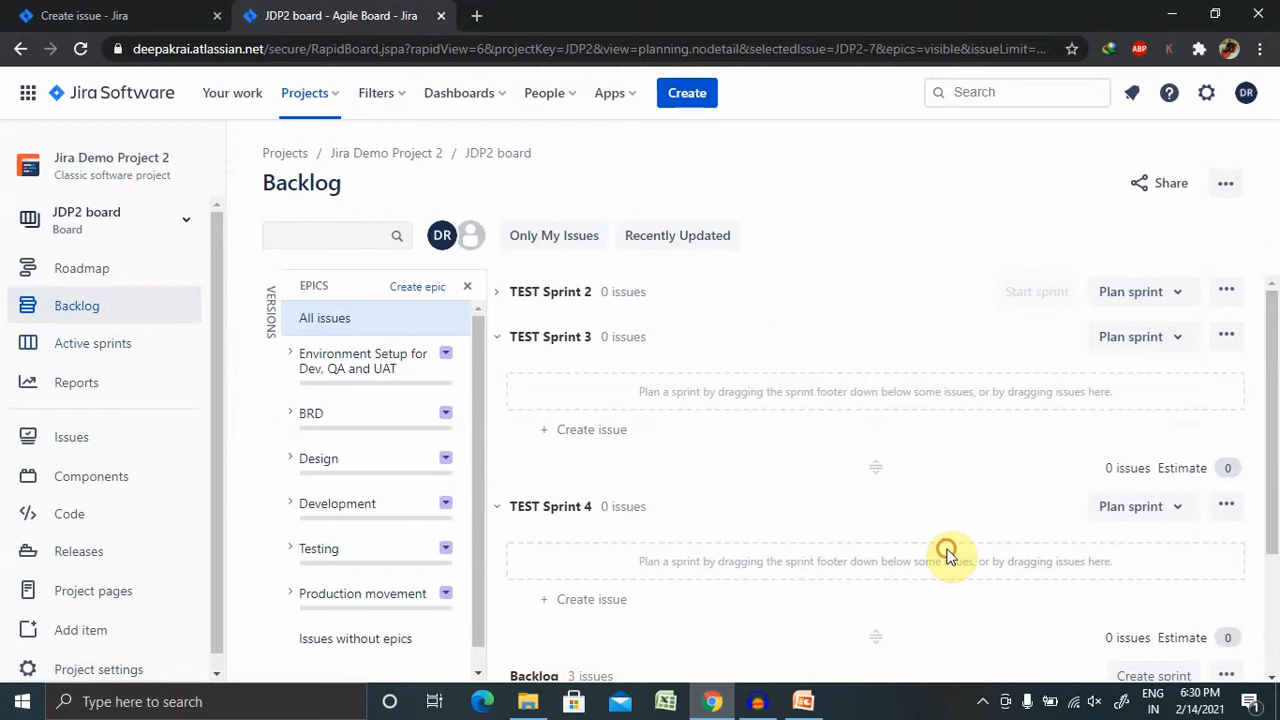 Create issue - Jira
JDP2 board - Agile Board - Jira
deepakrai.atlassian.net/secure/RapidBoard.jspa?rapidView=6&projectKey=JDP2&view=planning.nodetail&selectedIssue=JDP2-7&epics=visible&issueLimit=...
ABP
K
Jira Software
Your work
Projects
Filters
Dashboards
People
Apps
Create
Search
DR
Jira Demo Project 2
Classic software project
JDP2 board
Board
Roadmap
Backlog
Active sprints
Reports
Issues
Components
Code
Releases
Project pages
Add item
Project settings
Projects / Jira Demo Project 2 / JDP2 board
Backlog
Share
DR
Only My Issues
Recently Updated
VERSIONS
EPICS
Create epic
All issues
Environment Setup for
Dev, QA and UAT
BRD
Design
Development
Testing
Production movement
Issues without epics
TEST Sprint 2 0 issues
Start sprint
Plan sprint
TEST Sprint 3 0 issues
Plan sprint
Plan a sprint by dragging the sprint footer down below some issues, or by dragging issues here.
+ Create issue
0 issues Estimate 0
TEST Sprint 4 0 issues
Plan sprint
Plan a sprint by dragging the sprint footer down below some issues, or by dragging issues here.
+ Create issue
0 issues Estimate 0
Backlog 3 issues
Create sprint
Type here to search
ENG
IN
6:30 PM
2/14/2021
1